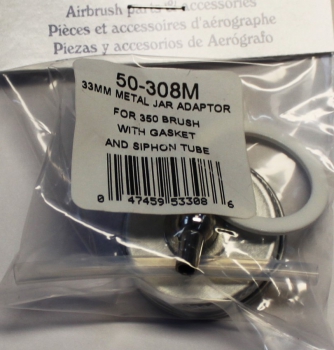 Airbrush parts & accessories
Pièces et accessoires d'aérographe
Piezas y accesorios de Aerógrafo
50-308M
33MM METAL JAR ADAPTOR
FOR 350 BRUSH
WITH GASKET
AND SIPHON TUBE
0 47459 53308 6